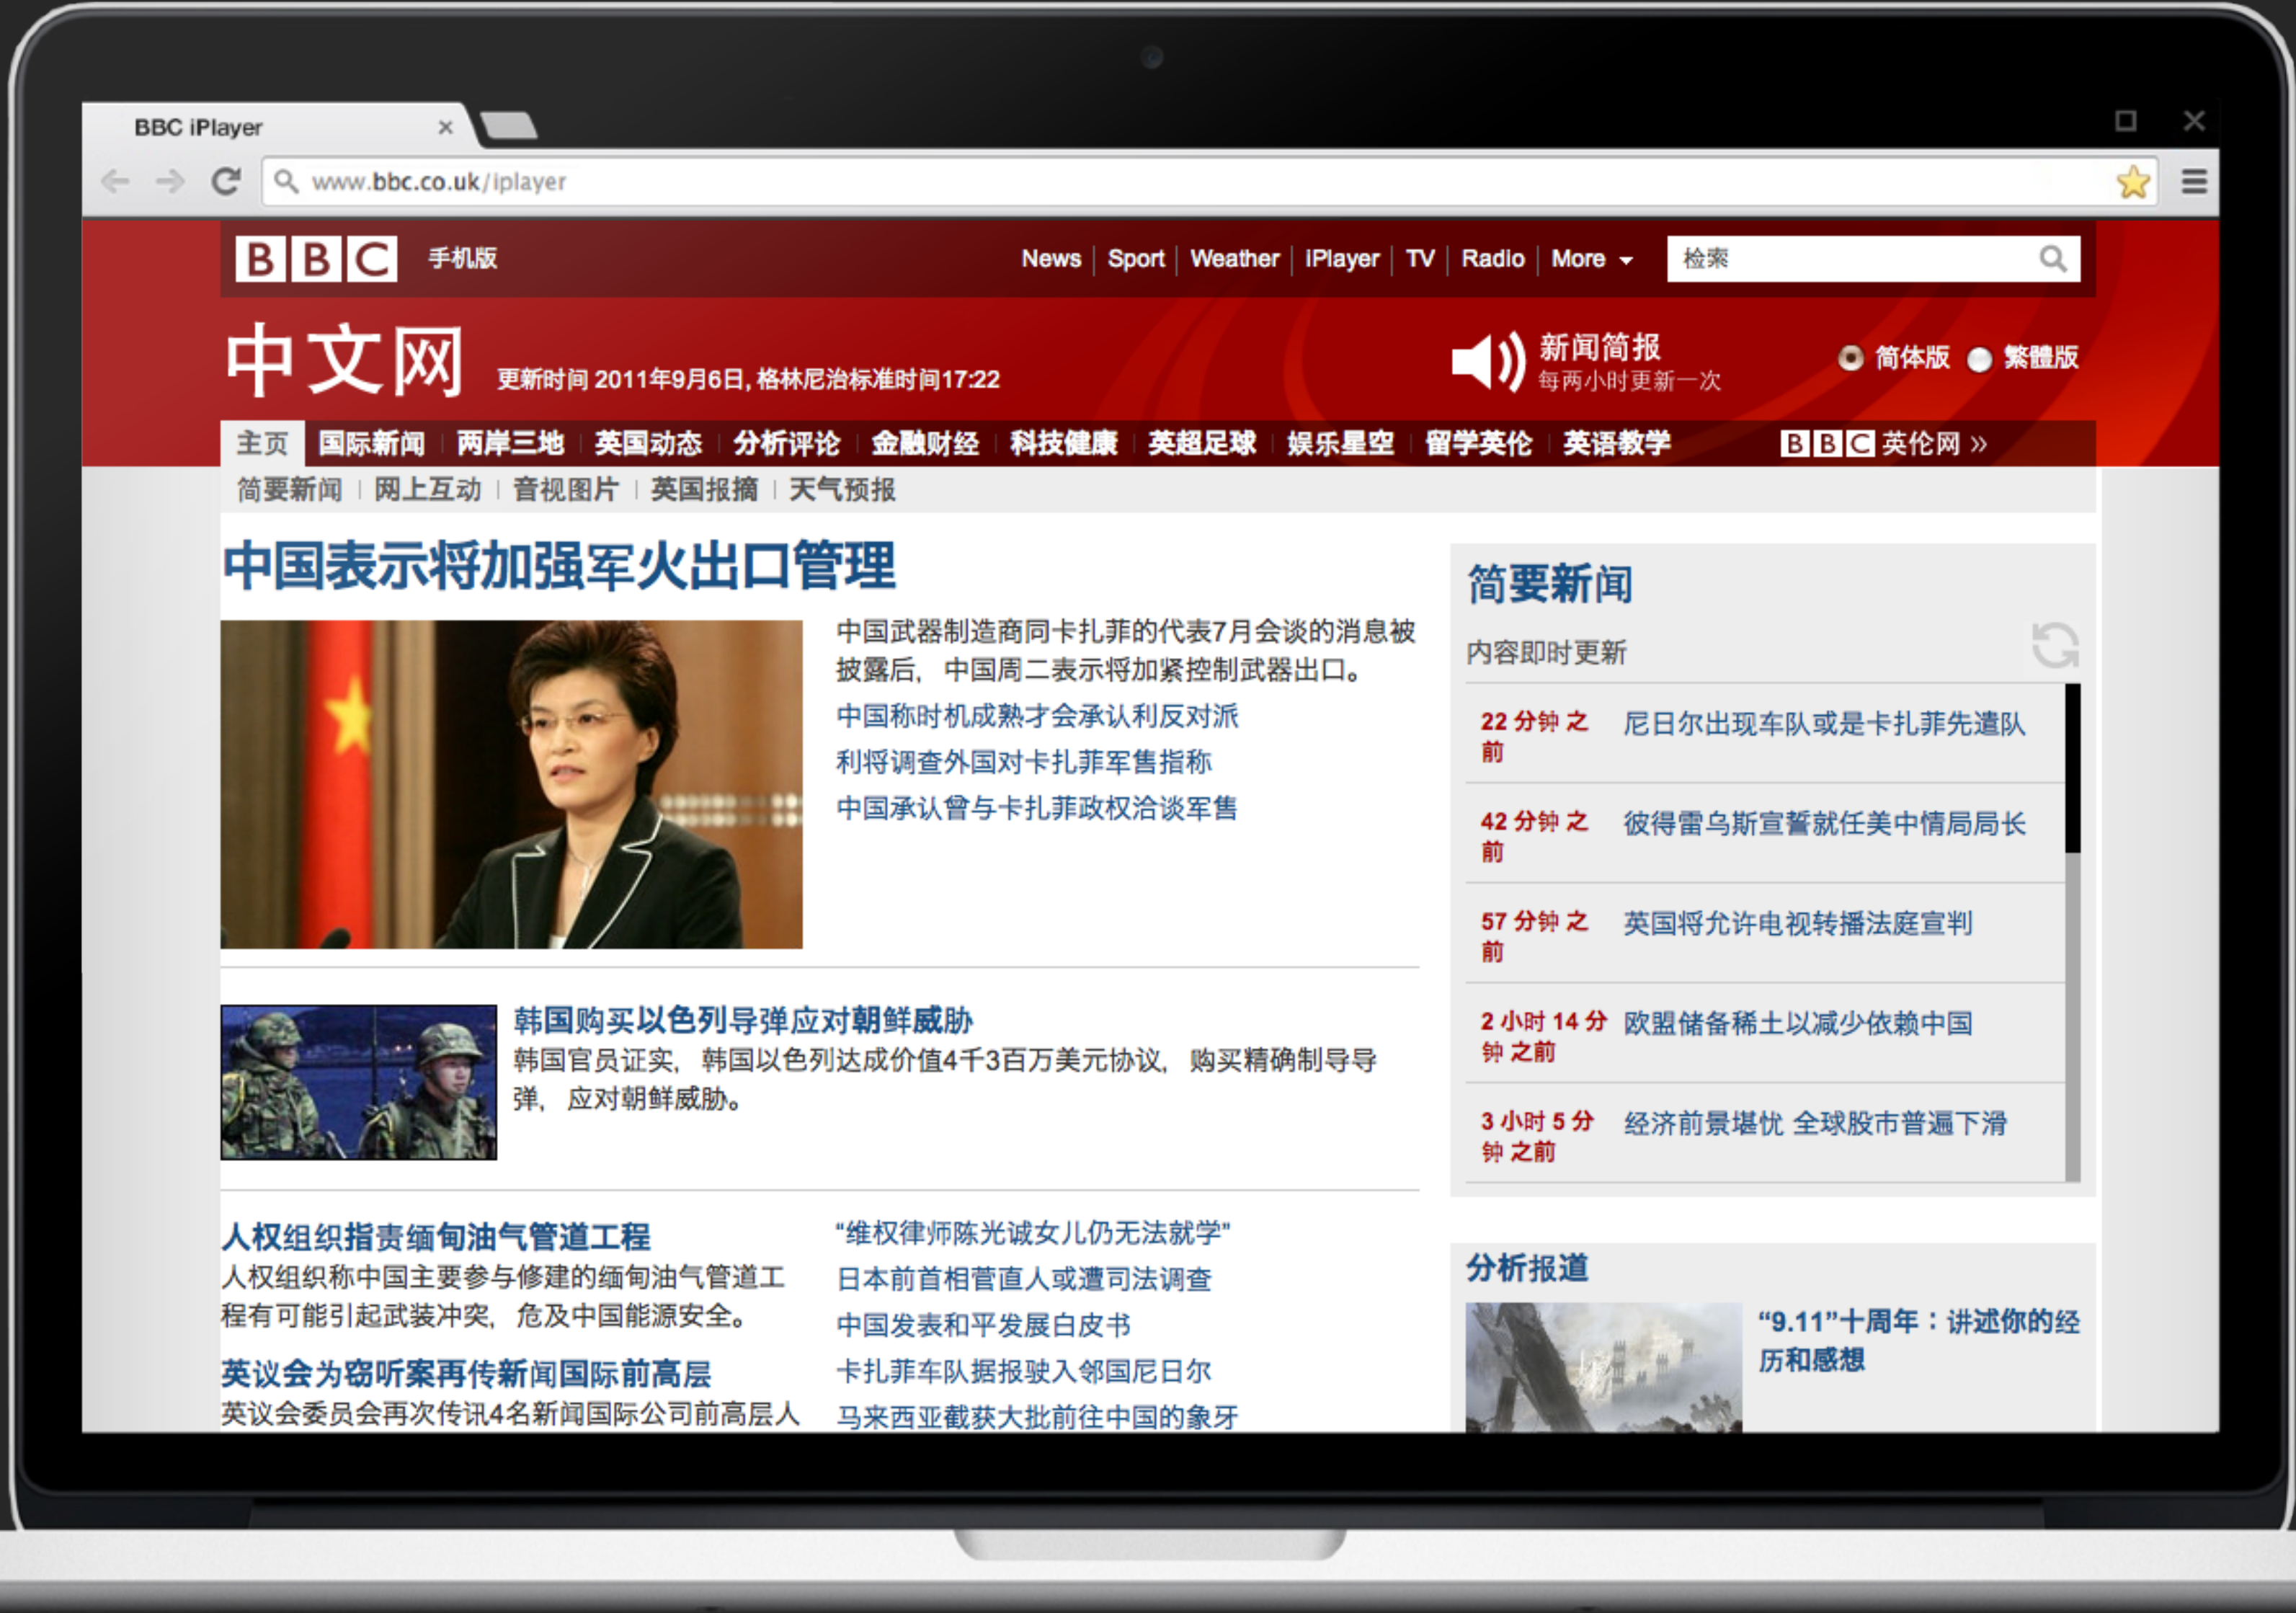 BBC iPlayer
www.bbc.co.uk/iplayer
BBC 手机版 News Sport Weather iPlayer TV Radio More 检索
中文网 更新时间 2011年9月6日, 格林尼治标准时间17:22
新闻简报
每两小时更新一次
简体版 繁體版
主页 国际新闻 两岸三地 英国动态 分析评论 金融财经 科技健康 英超足球 娱乐星空 留学英伦 英语教学 BBC 英伦网 »
简要新闻 网上互动 音视图片 英国报摘 天气预报
中国表示将加强军火出口管理
中国武器制造商同卡扎菲的代表7月会谈的消息被
披露后，中国周二表示将加紧控制武器出口。
中国称时机成熟才会承认利反对派
利将调查外国对卡扎菲军售指称
中国承认曾与卡扎菲政权洽谈军售
韩国购买以色列导弹应对朝鲜威胁
韩国官员证实，韩国以色列达成价值4千3百万美元协议，购买精确制导导
弹，应对朝鲜威胁。
人权组织指责缅甸油气管道工程
人权组织称中国主要参与修建的缅甸油气管道工
程有可能引起武装冲突，危及中国能源安全。
英议会为窃听案再传新闻国际前高层
英议会委员会再次传讯4名新闻国际公司前高层人
"维权律师陈光诚女儿仍无法就学"
日本前首相菅直人或遭司法调查
中国发表和平发展白皮书
卡扎菲车队据报驶入邻国尼日尔
马来西亚截获大批前往中国的象牙
简要新闻
内容即时更新
22 分钟 之
前
尼日尔出现车队或是卡扎菲先遣队
42 分钟 之
前
彼得雷乌斯宣誓就任美中情局局长
57 分钟 之
前
英国将允许电视转播法庭宣判
2 小时 14 分
钟 之前
欧盟储备稀土以减少依赖中国
3 小时 5 分
钟 之前
经济前景堪忧 全球股市普遍下滑
分析报道
“9.11”十周年：讲述你的经
历和感想